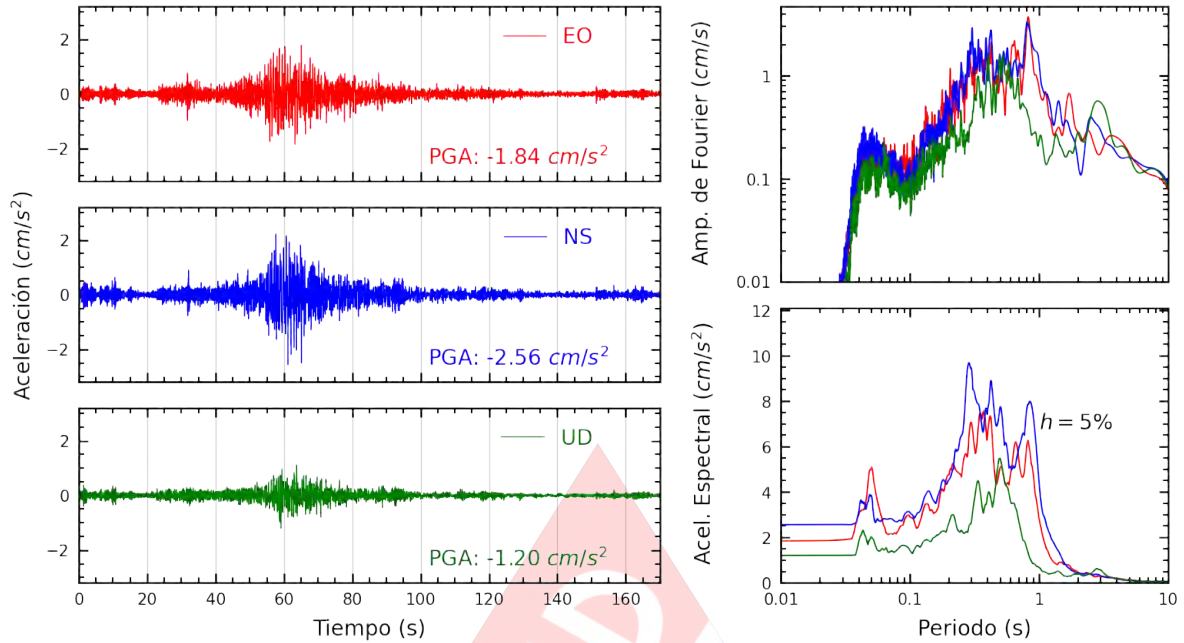 Aceleración (cm/s²)
2
0
−2
EO
PGA: -1.84 cm/s²
2
0
−2
NS
PGA: -2.56 cm/s²
2
0
−2
UD
PGA: -1.20 cm/s²
0 20 40 60 80 100 120 140 160
Tiempo (s)
Amp. de Fourier (cm/s)
1
0.1
0.01
Acel. Espectral (cm/s²)
12
10
8
6
4
2
0
h = 5%
0.01 0.1 1 10
Periodo (s)